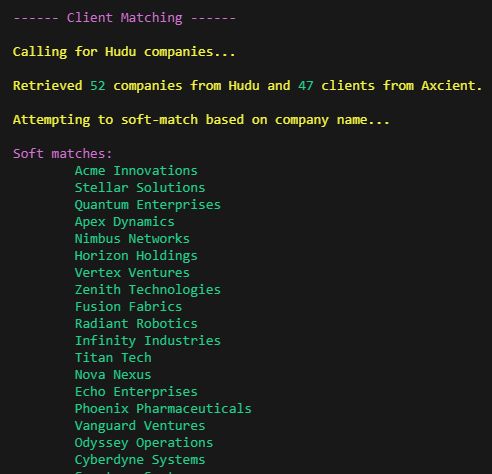 ------ Client Matching ------
Calling for Hudu companies...
Retrieved 52 companies from Hudu and 47 clients from Axcient.
Attempting to soft-match based on company name...
Soft matches:
Acme Innovations
Stellar Solutions
Quantum Enterprises
Apex Dynamics
Nimbus Networks
Horizon Holdings
Vertex Ventures
Zenith Technologies
Fusion Fabrics
Radiant Robotics
Infinity Industries
Titan Tech
Nova Nexus
Echo Enterprises
Phoenix Pharmaceuticals
Vanguard Ventures
Odyssey Operations
Cyberdyne Systems